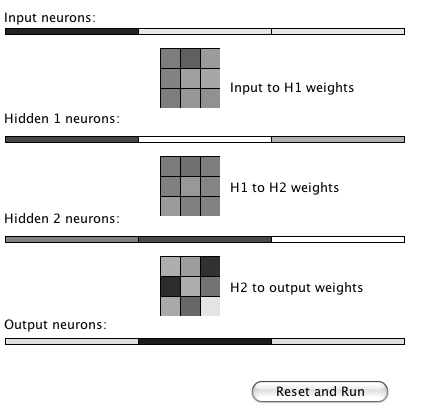 Input neurons:
Input to H1 weights
Hidden 1 neurons:
H1 to H2 weights
Hidden 2 neurons:
H2 to output weights
Output neurons:
Reset and Run